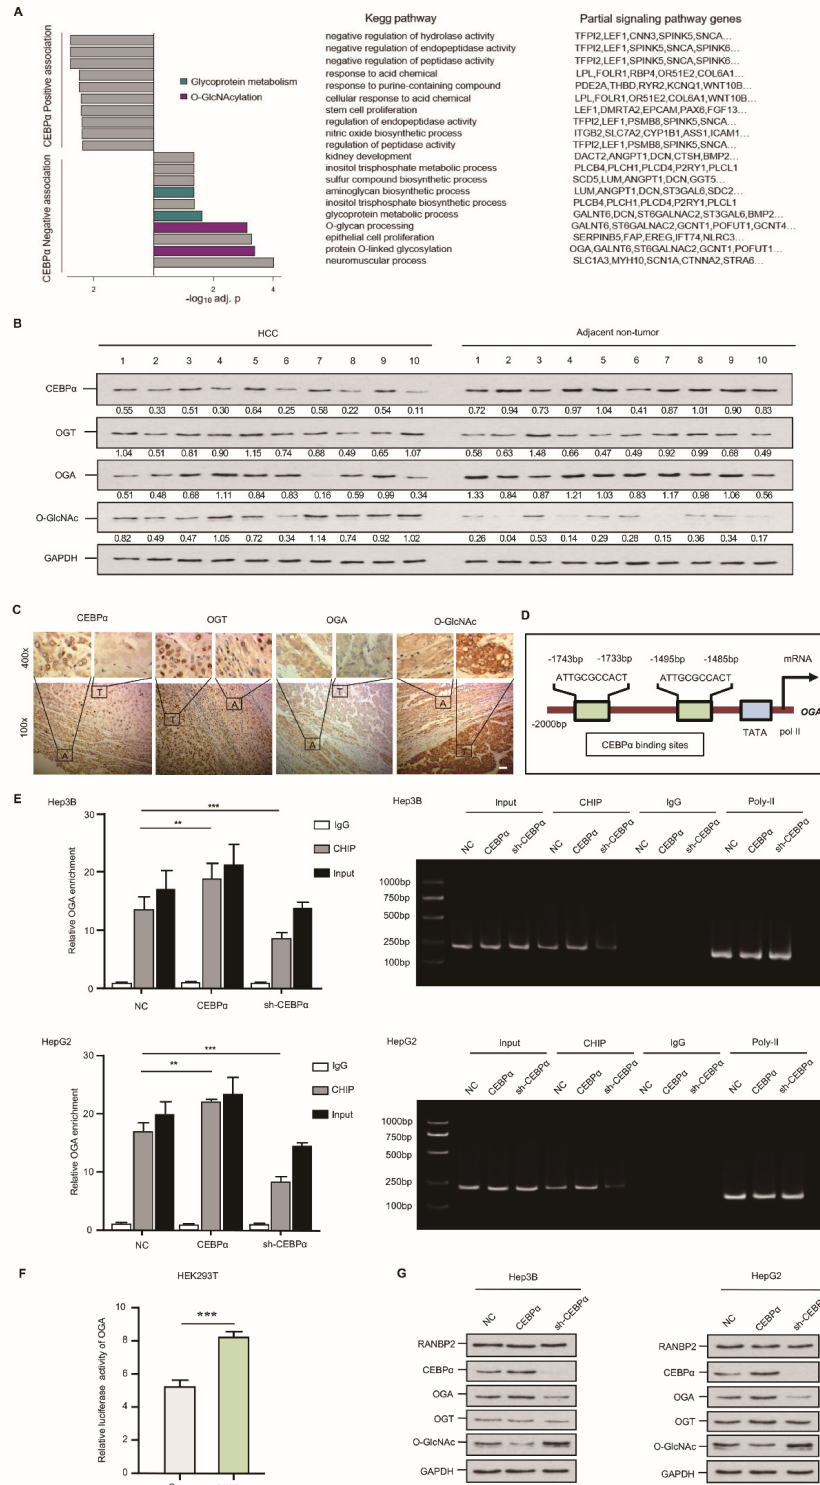 A
Kegg pathway
Partial signaling pathway genes
CEBPα Positive association
CEBPα Negative association
Glycoprotein metabolism
O-GlcNAcylation
negative regulation of hydrolase activity TFPI2,LEF1,CNN3,SPINK5,SNCA...
negative regulation of endopeptidase activity TFPI2,LEF1,SPINK5,SNCA,SPINK6...
negative regulation of peptidase activity TFPI2,LEF1,SPINK5,SNCA,SPINK6...
response to acid chemical LPL,FOLR1,RBP4,OR51E2,COL6A1...
response to purine-containing compound PDE2A,THBD,RYR2,KCNQ1,WNT10B...
cellular response to acid chemical LPL,FOLR1,OR51E2,COL6A1,WNT10B...
stem cell proliferation LEF1,DMRTA2,EPCAM,PAX6,FGF13...
regulation of endopeptidase activity TFPI2,LEF1,PSMB8,SPINK5,SNCA...
nitric oxide biosynthetic process ITGB2,SLC7A2,CYP1B1,ASS1,ICAM1...
regulation of peptidase activity TFPI2,LEF1,PSMB8,SPINK5,SNCA...
kidney development DACT2,ANGPT1,DCN,CTSH,BMP2...
inositol trisphosphate metabolic process PLCB4,PLCH1,PLCD4,P2RY1,PLCL1
sulfur compound biosynthetic process SCD5,LUM,ANGPT1,DCN,GGT5...
aminoglycan biosynthetic process LUM,ANGPT1,DCN,ST3GAL6,SDC2...
inositol trisphosphate biosynthetic process PLCB4,PLCH1,PLCD4,P2RY1,PLCL1
glycoprotein metabolic process GALNT6,DCN,ST6GALNAC2,ST3GAL6,BMP2...
O-glycan processing GALNT6,ST6GALNAC2,GCNT1,POFUT1,GCNT4...
epithelial cell proliferation SERPINB5,FAP,EREG,IFT74,NLRC3...
protein O-linked glycosylation OGA,GALNT6,ST6GALNAC2,GCNT1,POFUT1...
neuromuscular process SLC1A3,MYH10,SCN1A,CTNNA2,STRA6...
2 2 4
-log10 adj. p
B
HCC Adjacent non-tumor
1 2 3 4 5 6 7 8 9 10 1 2 3 4 5 6 7 8 9 10
CEBPα
0.55 0.33 0.51 0.30 0.64 0.25 0.58 0.22 0.54 0.11 0.72 0.94 0.73 0.97 1.04 0.41 0.87 1.01 0.90 0.83
OGT
1.04 0.51 0.81 0.90 1.15 0.74 0.88 0.49 0.65 1.07 0.58 0.63 1.48 0.66 0.47 0.49 0.92 0.99 0.68 0.49
OGA
0.51 0.48 0.68 1.11 0.84 0.83 0.16 0.59 0.99 0.34 1.33 0.84 0.87 1.21 1.03 0.83 1.17 0.98 1.06 0.56
O-GlcNAc
0.82 0.49 0.47 1.05 0.72 0.34 1.14 0.74 0.92 1.02 0.26 0.04 0.53 0.14 0.29 0.28 0.15 0.36 0.34 0.17
GAPDH
C
CEBPα OGT OGA O-GlcNAc
400x
100x
T A
T A
T A
A T
D
-1743bp -1733bp -1495bp -1485bp mRNA
ATTGCGCCACT ATTGCGCCACT
-2000bp OGA
CEBPα binding sites TATA pol II
E
Hep3B
Relative OGA enrichment
30
20
10
0
***
**
IgG
CHIP
Input
NC CEBPα sh-CEBPα
Hep3B
Input CHIP IgG Poly-II
NC CEBPα sh-CEBPα NC CEBPα sh-CEBPα NC CEBPα sh-CEBPα NC CEBPα sh-CEBPα
1000bp
750bp
500bp
250bp
100bp
HepG2
Relative OGA enrichment
30
20
10
0
***
**
IgG
CHIP
Input
NC CEBPα sh-CEBPα
HepG2
Input CHIP IgG Poly-II
NC CEBPα sh-CEBPα NC CEBPα sh-CEBPα NC CEBPα sh-CEBPα NC CEBPα sh-CEBPα
1000bp
750bp
500bp
250bp
100bp
F
HEK293T
Relative luciferase activity of OGA
10
8
6
4
2
0
***
G
Hep3B HepG2
NC CEBPα sh-CEBPα NC CEBPα
RANBP2 RANBP2
CEBPα CEBPα
OGA OGA
OGT OGT
O-GlcNAc O-GlcNAc
GAPDH GAPDH